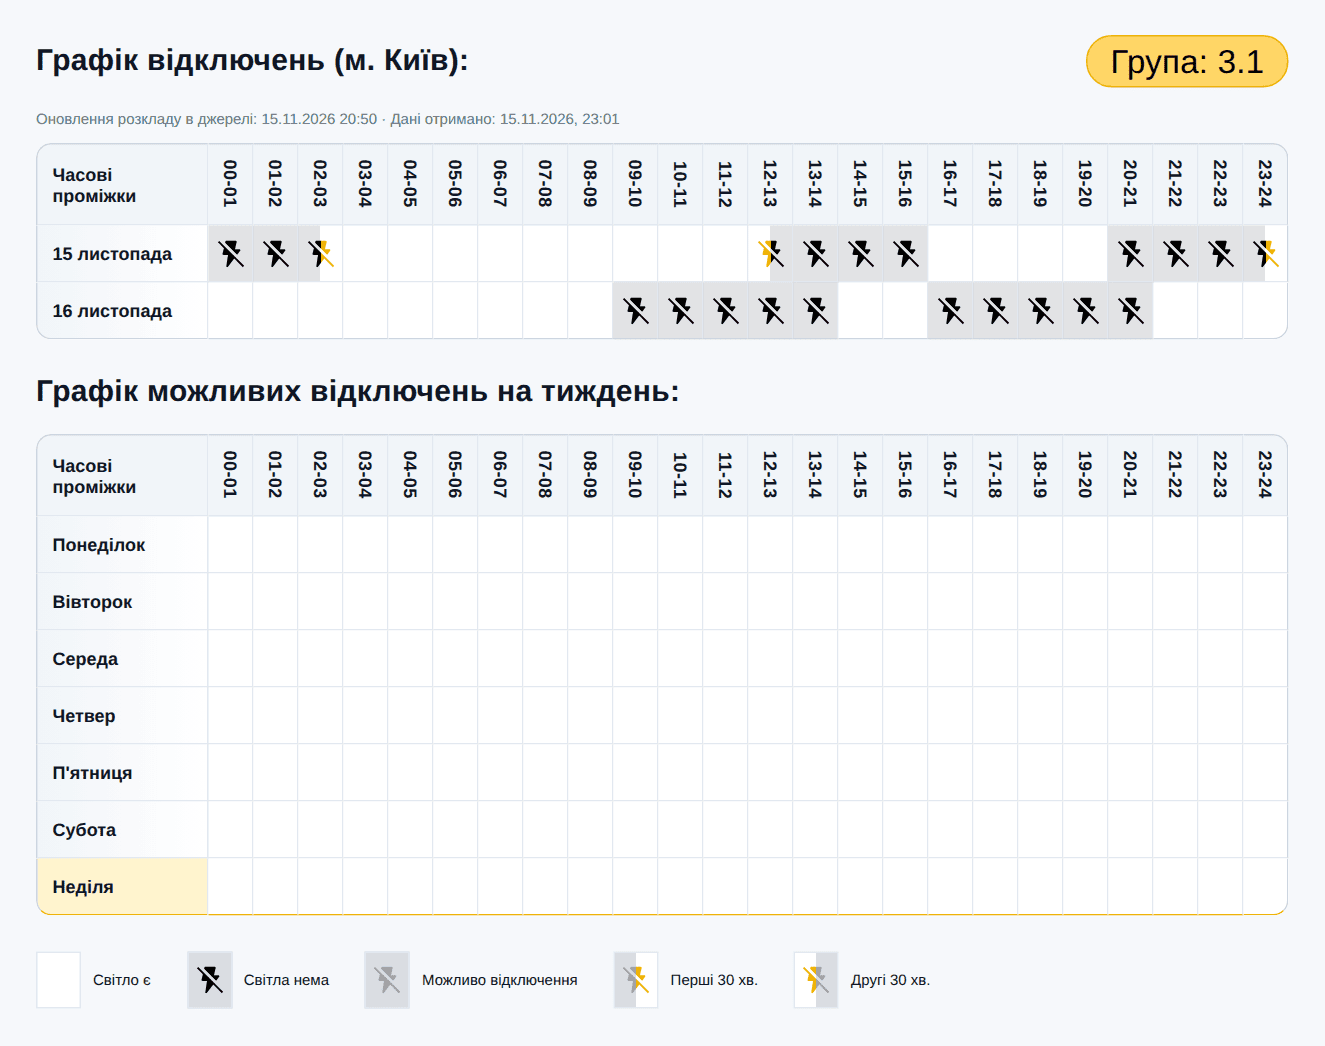 Графік відключень (м. Київ):
Група: 3.1
Оновлення розкладу в джерелі: 15.11.2026 20:50 · Дані отримано: 15.11.2026, 23:01
Часові проміжки 00-01 01-02 02-03 03-04 04-05 05-06 06-07 07-08 08-09 09-10 10-11 11-12 12-13 13-14 14-15 15-16 16-17 17-18 18-19 19-20 20-21 21-22 22-23 23-24
15 листопада
16 листопада
Графік можливих відключень на тиждень:
Часові проміжки 00-01 01-02 02-03 03-04 04-05 05-06 06-07 07-08 08-09 09-10 10-11 11-12 12-13 13-14 14-15 15-16 16-17 17-18 18-19 19-20 20-21 21-22 22-23 23-24
Понеділок
Вівторок
Середа
Четвер
П'ятниця
Субота
Неділя
Світло є Світла нема Можливо відключення Перші 30 хв. Другі 30 хв.